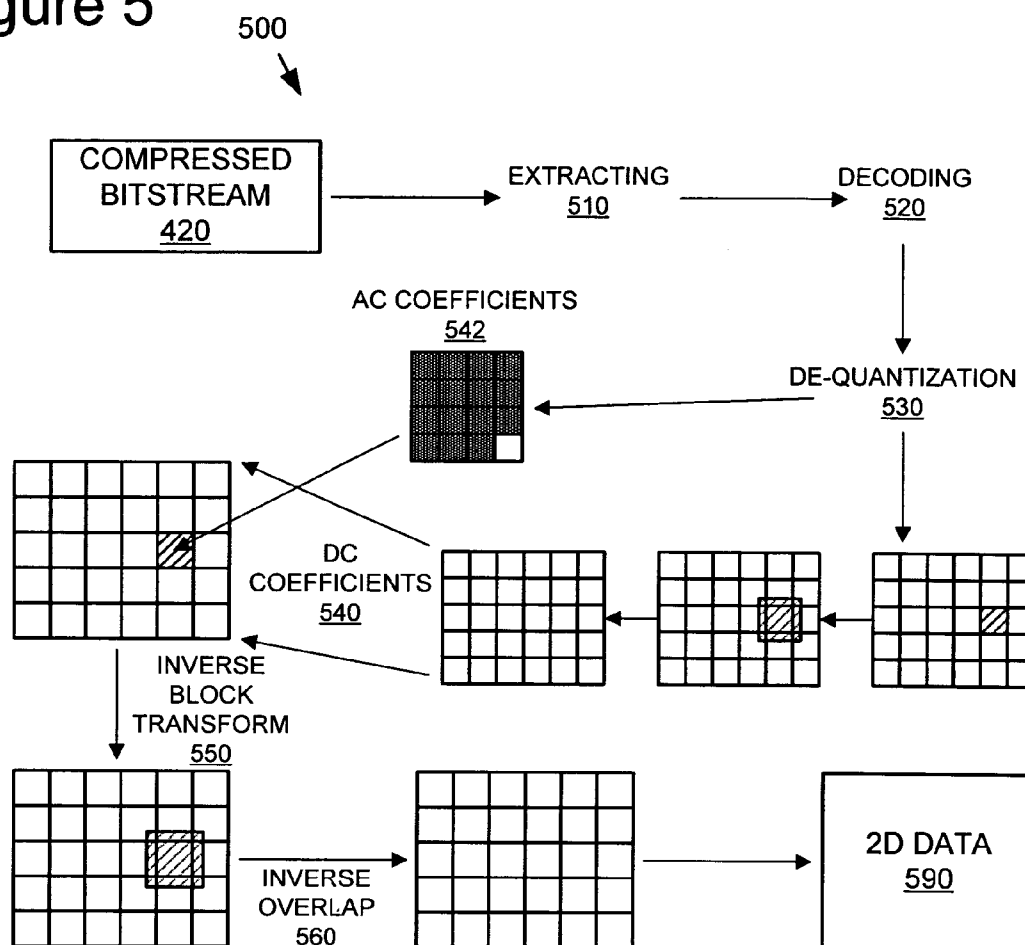 gure 5
500
COMPRESSED
BITSTREAM
420
EXTRACTING
510
DECODING
520
AC COEFFICIENTS
542
DE-QUANTIZATION
530
DC
COEFFICIENTS
540
INVERSE
BLOCK
TRANSFORM
550
INVERSE
OVERLAP
560
2D DATA
590